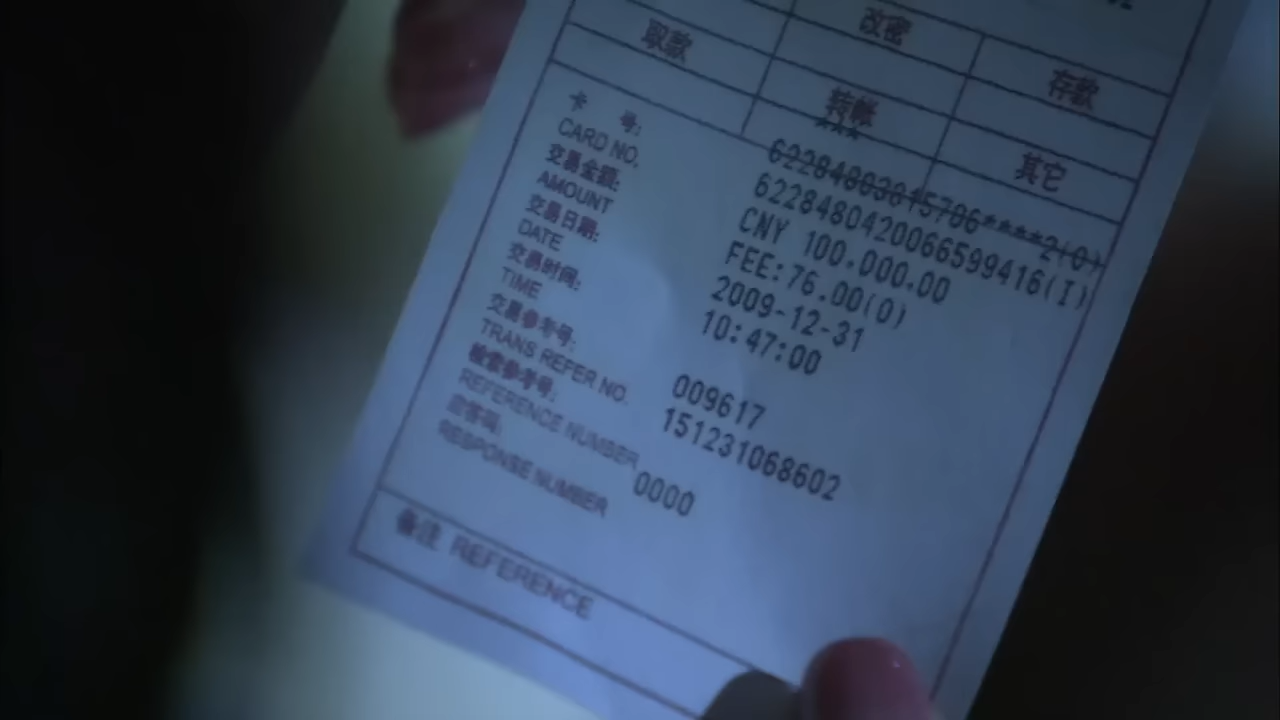 取款 改密 存款
转帐 其它
***
卡 号:
62284803015706****2(0)
CARD NO.
6228480420066599416(I)
交易金额:
CNY 100.000.00
AMOUNT
FEE:76.00(0)
交易日期:
2009-12-31
DATE
10:47:00
交易时间:
TIME
交易参考号:
009617
TRANS REFER NO.
151231068602
检索参考号:
REFERENCE NUMBER
0000
应答码:
RESPONSE NUMBER
备注 REFERENCE